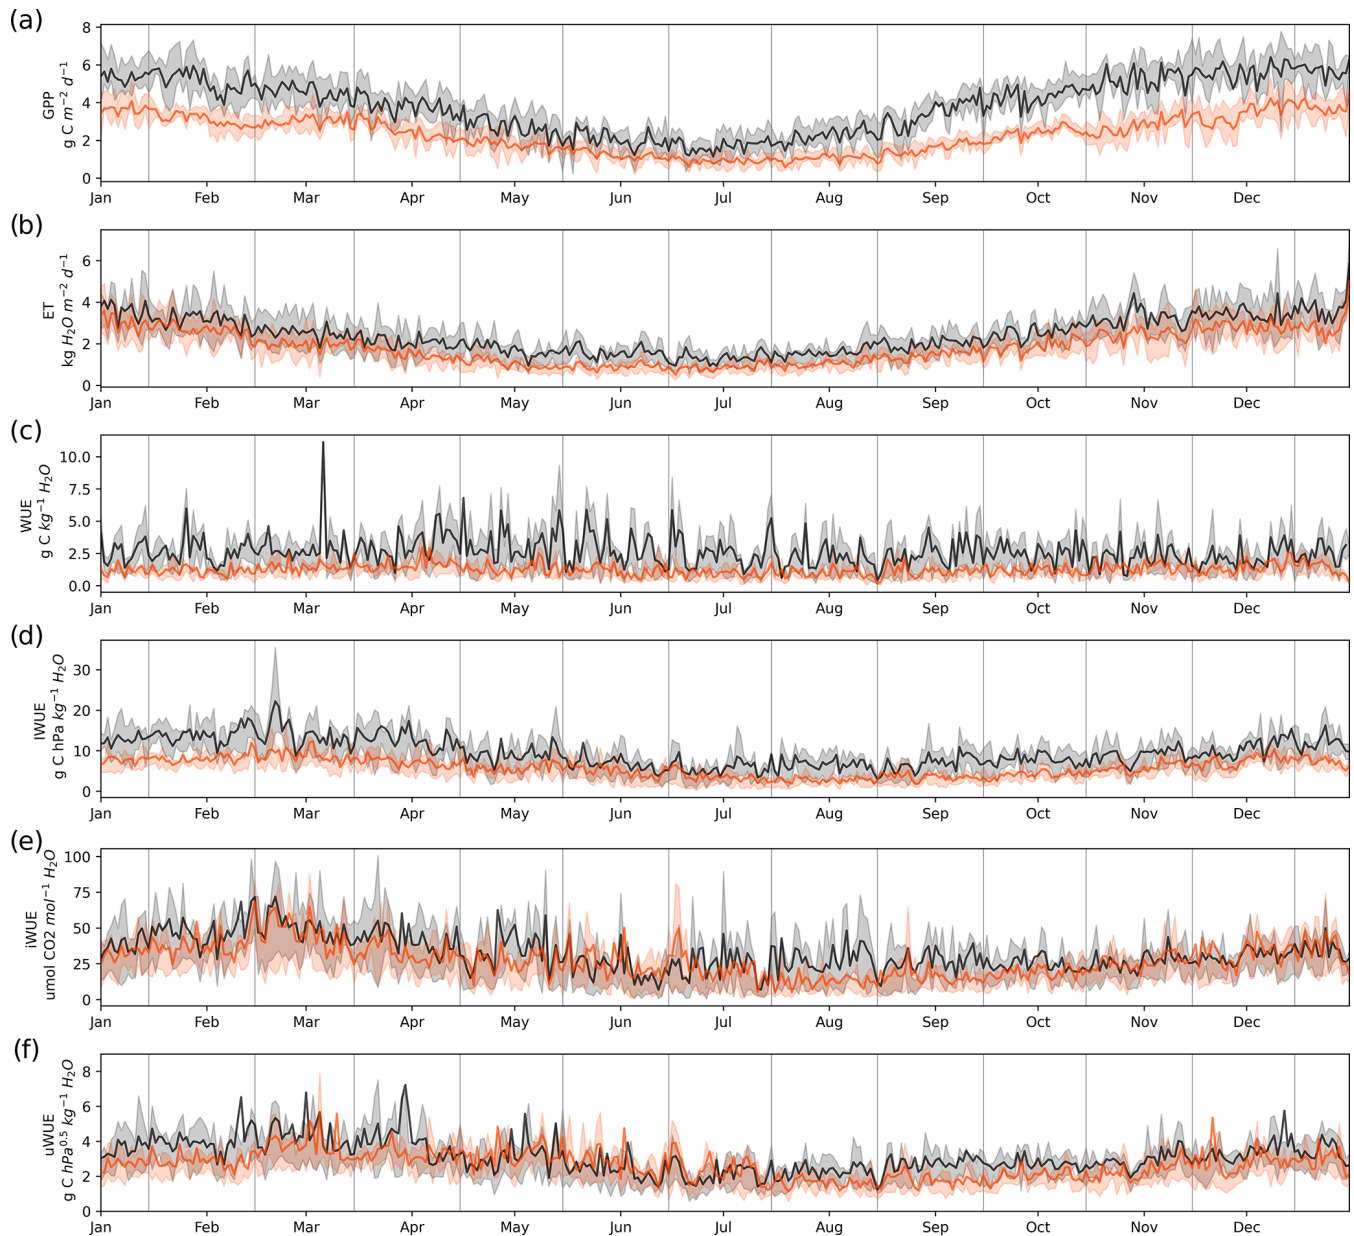 (a)
GPP
g C m⁻² d⁻¹
8
6
4
2
0
Jan Feb Mar Apr May Jun Jul Aug Sep Oct Nov Dec
(b)
ET
kg H₂O m⁻² d⁻¹
6
4
2
0
Jan Feb Mar Apr May Jun Jul Aug Sep Oct Nov Dec
(c)
WUE
g C kg⁻¹ H₂O
10.0
7.5
5.0
2.5
0.0
Jan Feb Mar Apr May Jun Jul Aug Sep Oct Nov Dec
(d)
IWUE
g C hPa kg⁻¹ H₂O
30
20
10
0
Jan Feb Mar Apr May Jun Jul Aug Sep Oct Nov Dec
(e)
iWUE
umol CO2 mol⁻¹ H₂O
100
75
50
25
0
Jan Feb Mar Apr May Jun Jul Aug Sep Oct Nov Dec
(f)
uWUE
g C hPa⁰·⁵ kg⁻¹ H₂O
8
6
4
2
0
Jan Feb Mar Apr May Jun Jul Aug Sep Oct Nov Dec